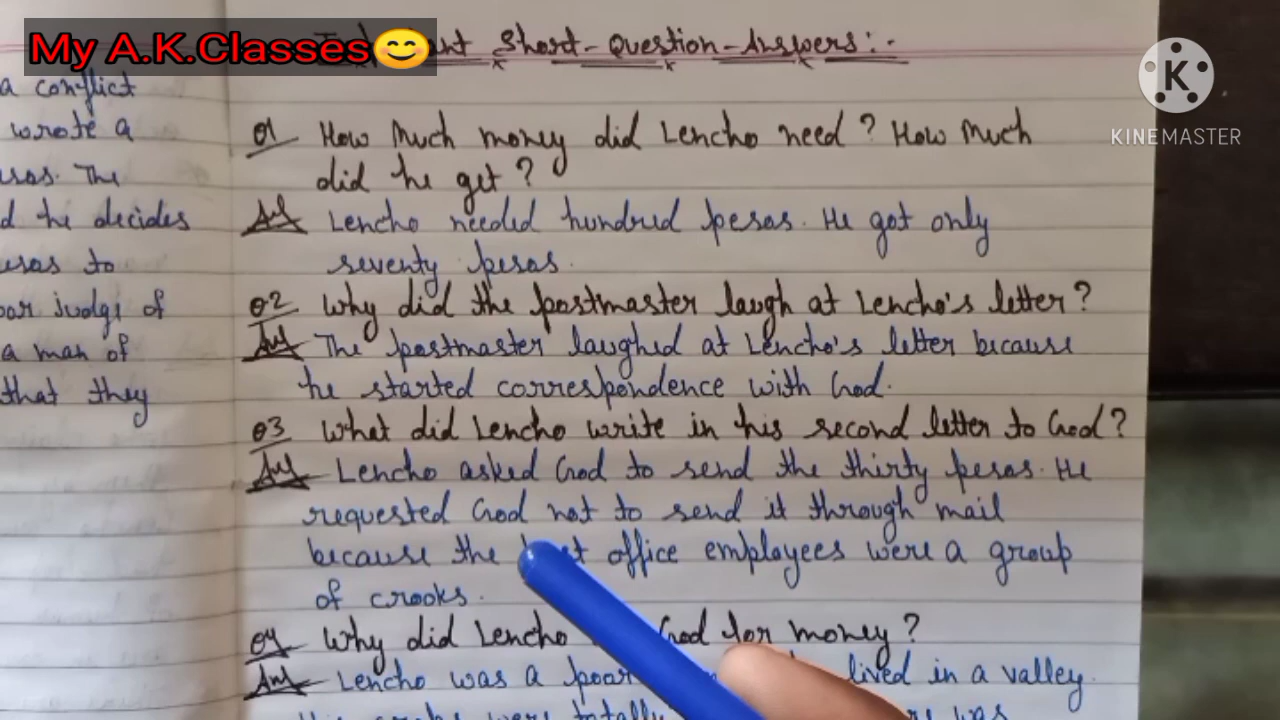 My A.K.Classes😊
Short-Question-Answers:-
K
KINEMASTER
a conflict
wrote a
The
d he decides
to
judge of
a man of
that they
Q1 How Much money did Lencho need? How Much
did he get?
Ans Lencho needed hundred pesos. He got only
seventy pesos.
Q2 Why did the postmaster laugh at Lencho's letter?
Ans The postmaster laughed at Lencho's letter because
he started correspondence with God.
Q3 What did Lencho write in his second letter to God?
Ans Lencho asked God to send the thirty pesos. He
requested God not to send it through mail
because the office employees were a group
of crooks.
Q4 Why did Lencho God for money?
Ans Lencho was a poor lived in a valley.
were totally was